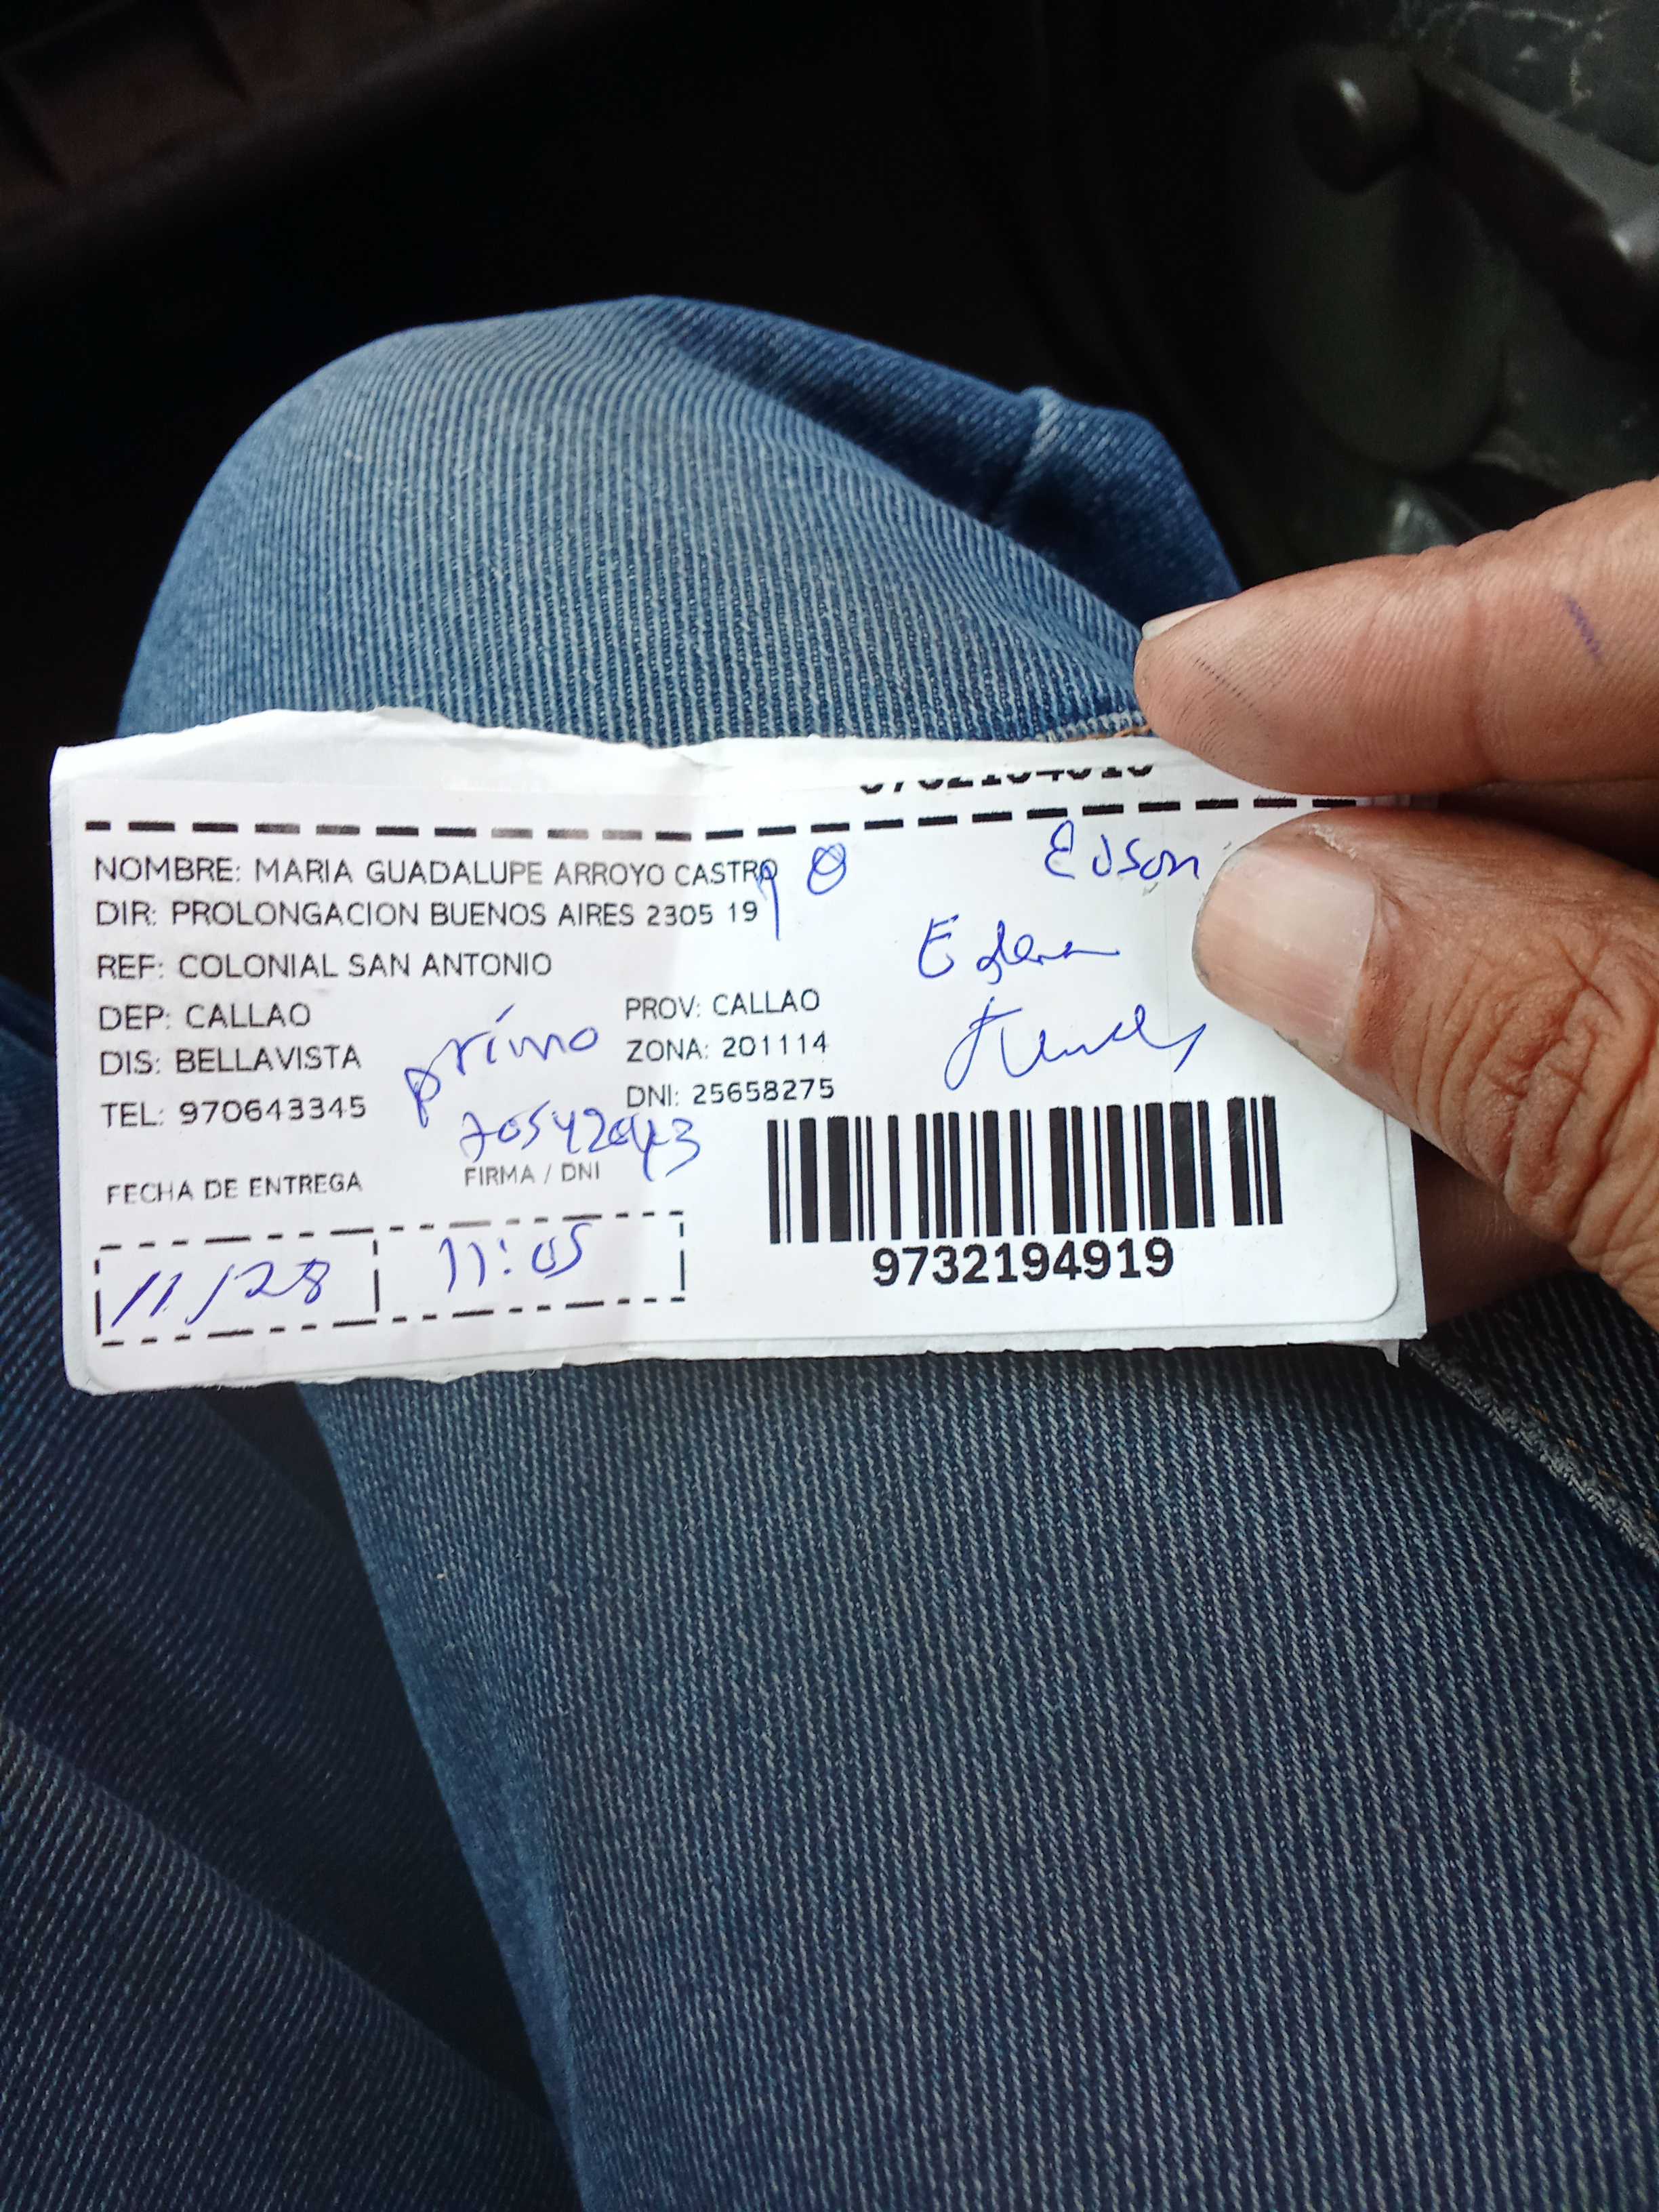 NOMBRE: MARIA GUADALUPE ARROYO CASTRO
Edson
DIR: PROLONGACION BUENOS AIRES 2305 19
REF: COLONIAL SAN ANTONIO
DEP: CALLAO
PROV: CALLAO
primo
DIS: BELLAVISTA
ZONA: 201114
TEL: 970643345
DNI: 25658275
FECHA DE ENTREGA
FIRMA / DNI
11/28
11:05
9732194919